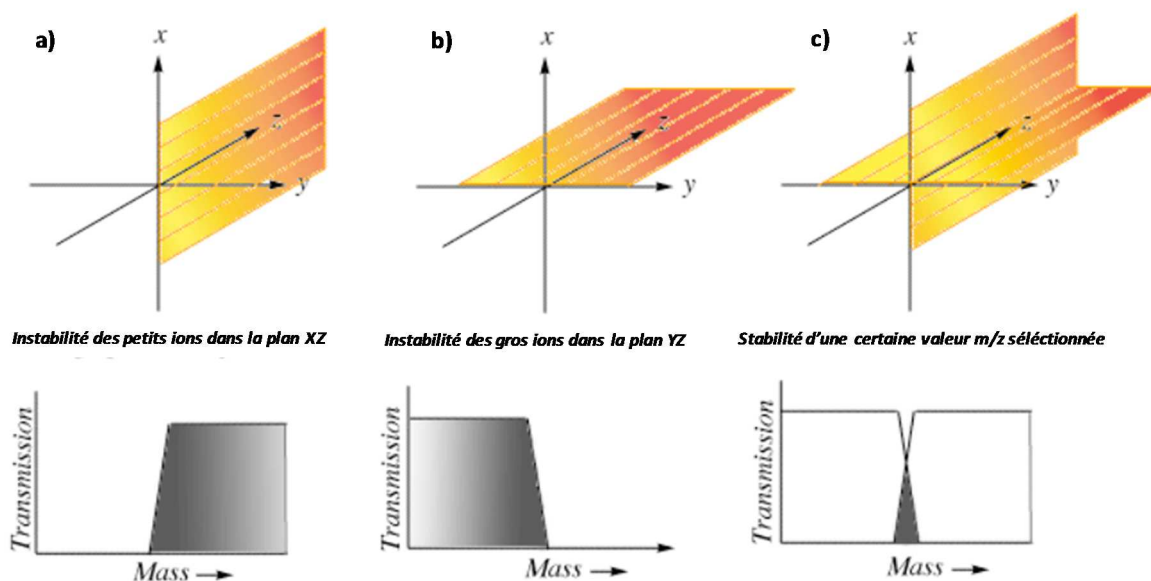 a)
x
z
y
b)
x
z
y
c)
x
z
y
Instabilité des petits ions dans la plan XZ
Instabilité des gros ions dans la plan YZ
Stabilité d'une certaine valeur m/z séléctionnée
Transmission
Mass →
Transmission
Mass →
Transmission
Mass →